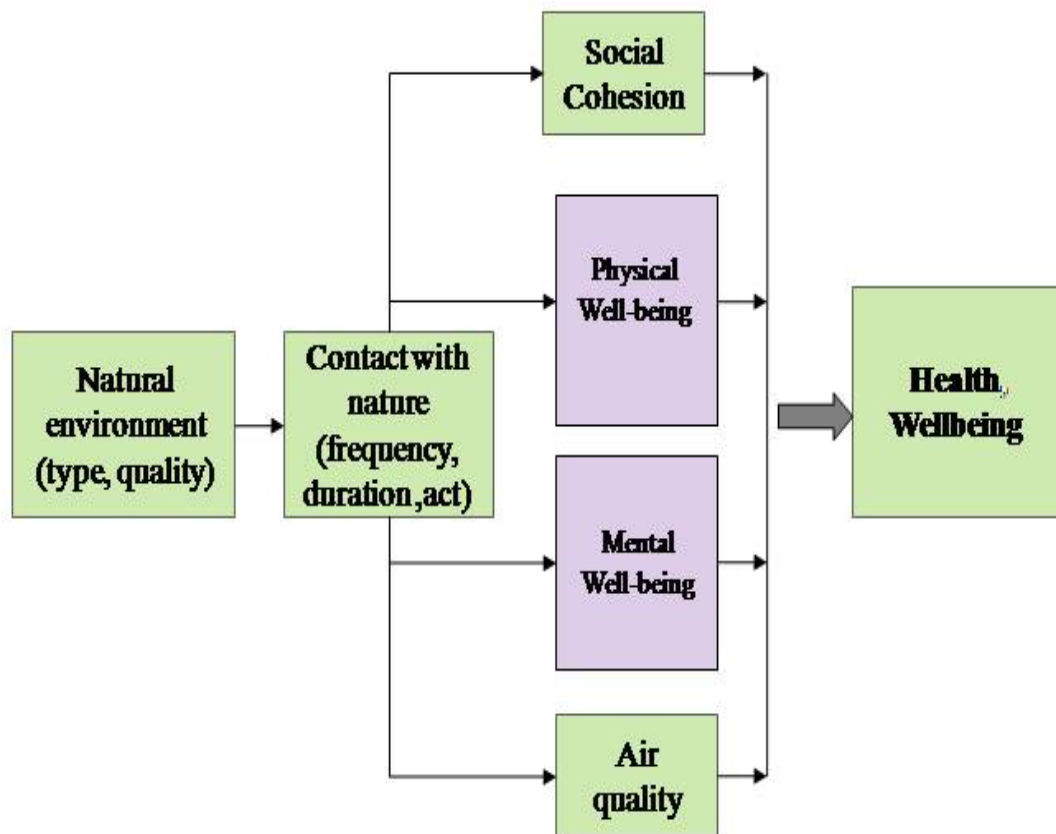 Social
Cohesion
Physical
Well-being
Natural
environment
(type, quality)
Contact with
nature
(frequency,
duration ,act)
Health,
Wellbeing
Mental
Well-being
Air
quality